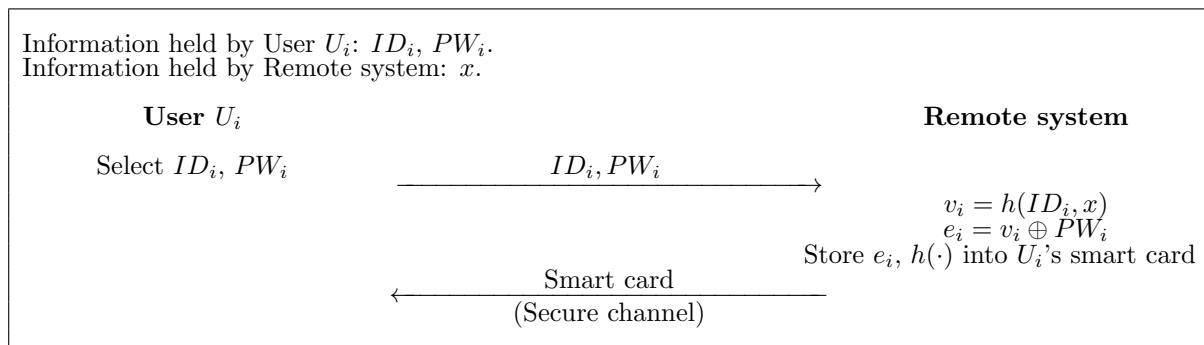 Information held by User U_i: ID_i, PW_i.
Information held by Remote system: x.
User U_i Remote system
Select ID_i, PW_i ID_i, PW_i
v_i = h(ID_i, x)
e_i = v_i ⊕ PW_i
Store e_i, h(·) into U_i's smart card
Smart card
(Secure channel)